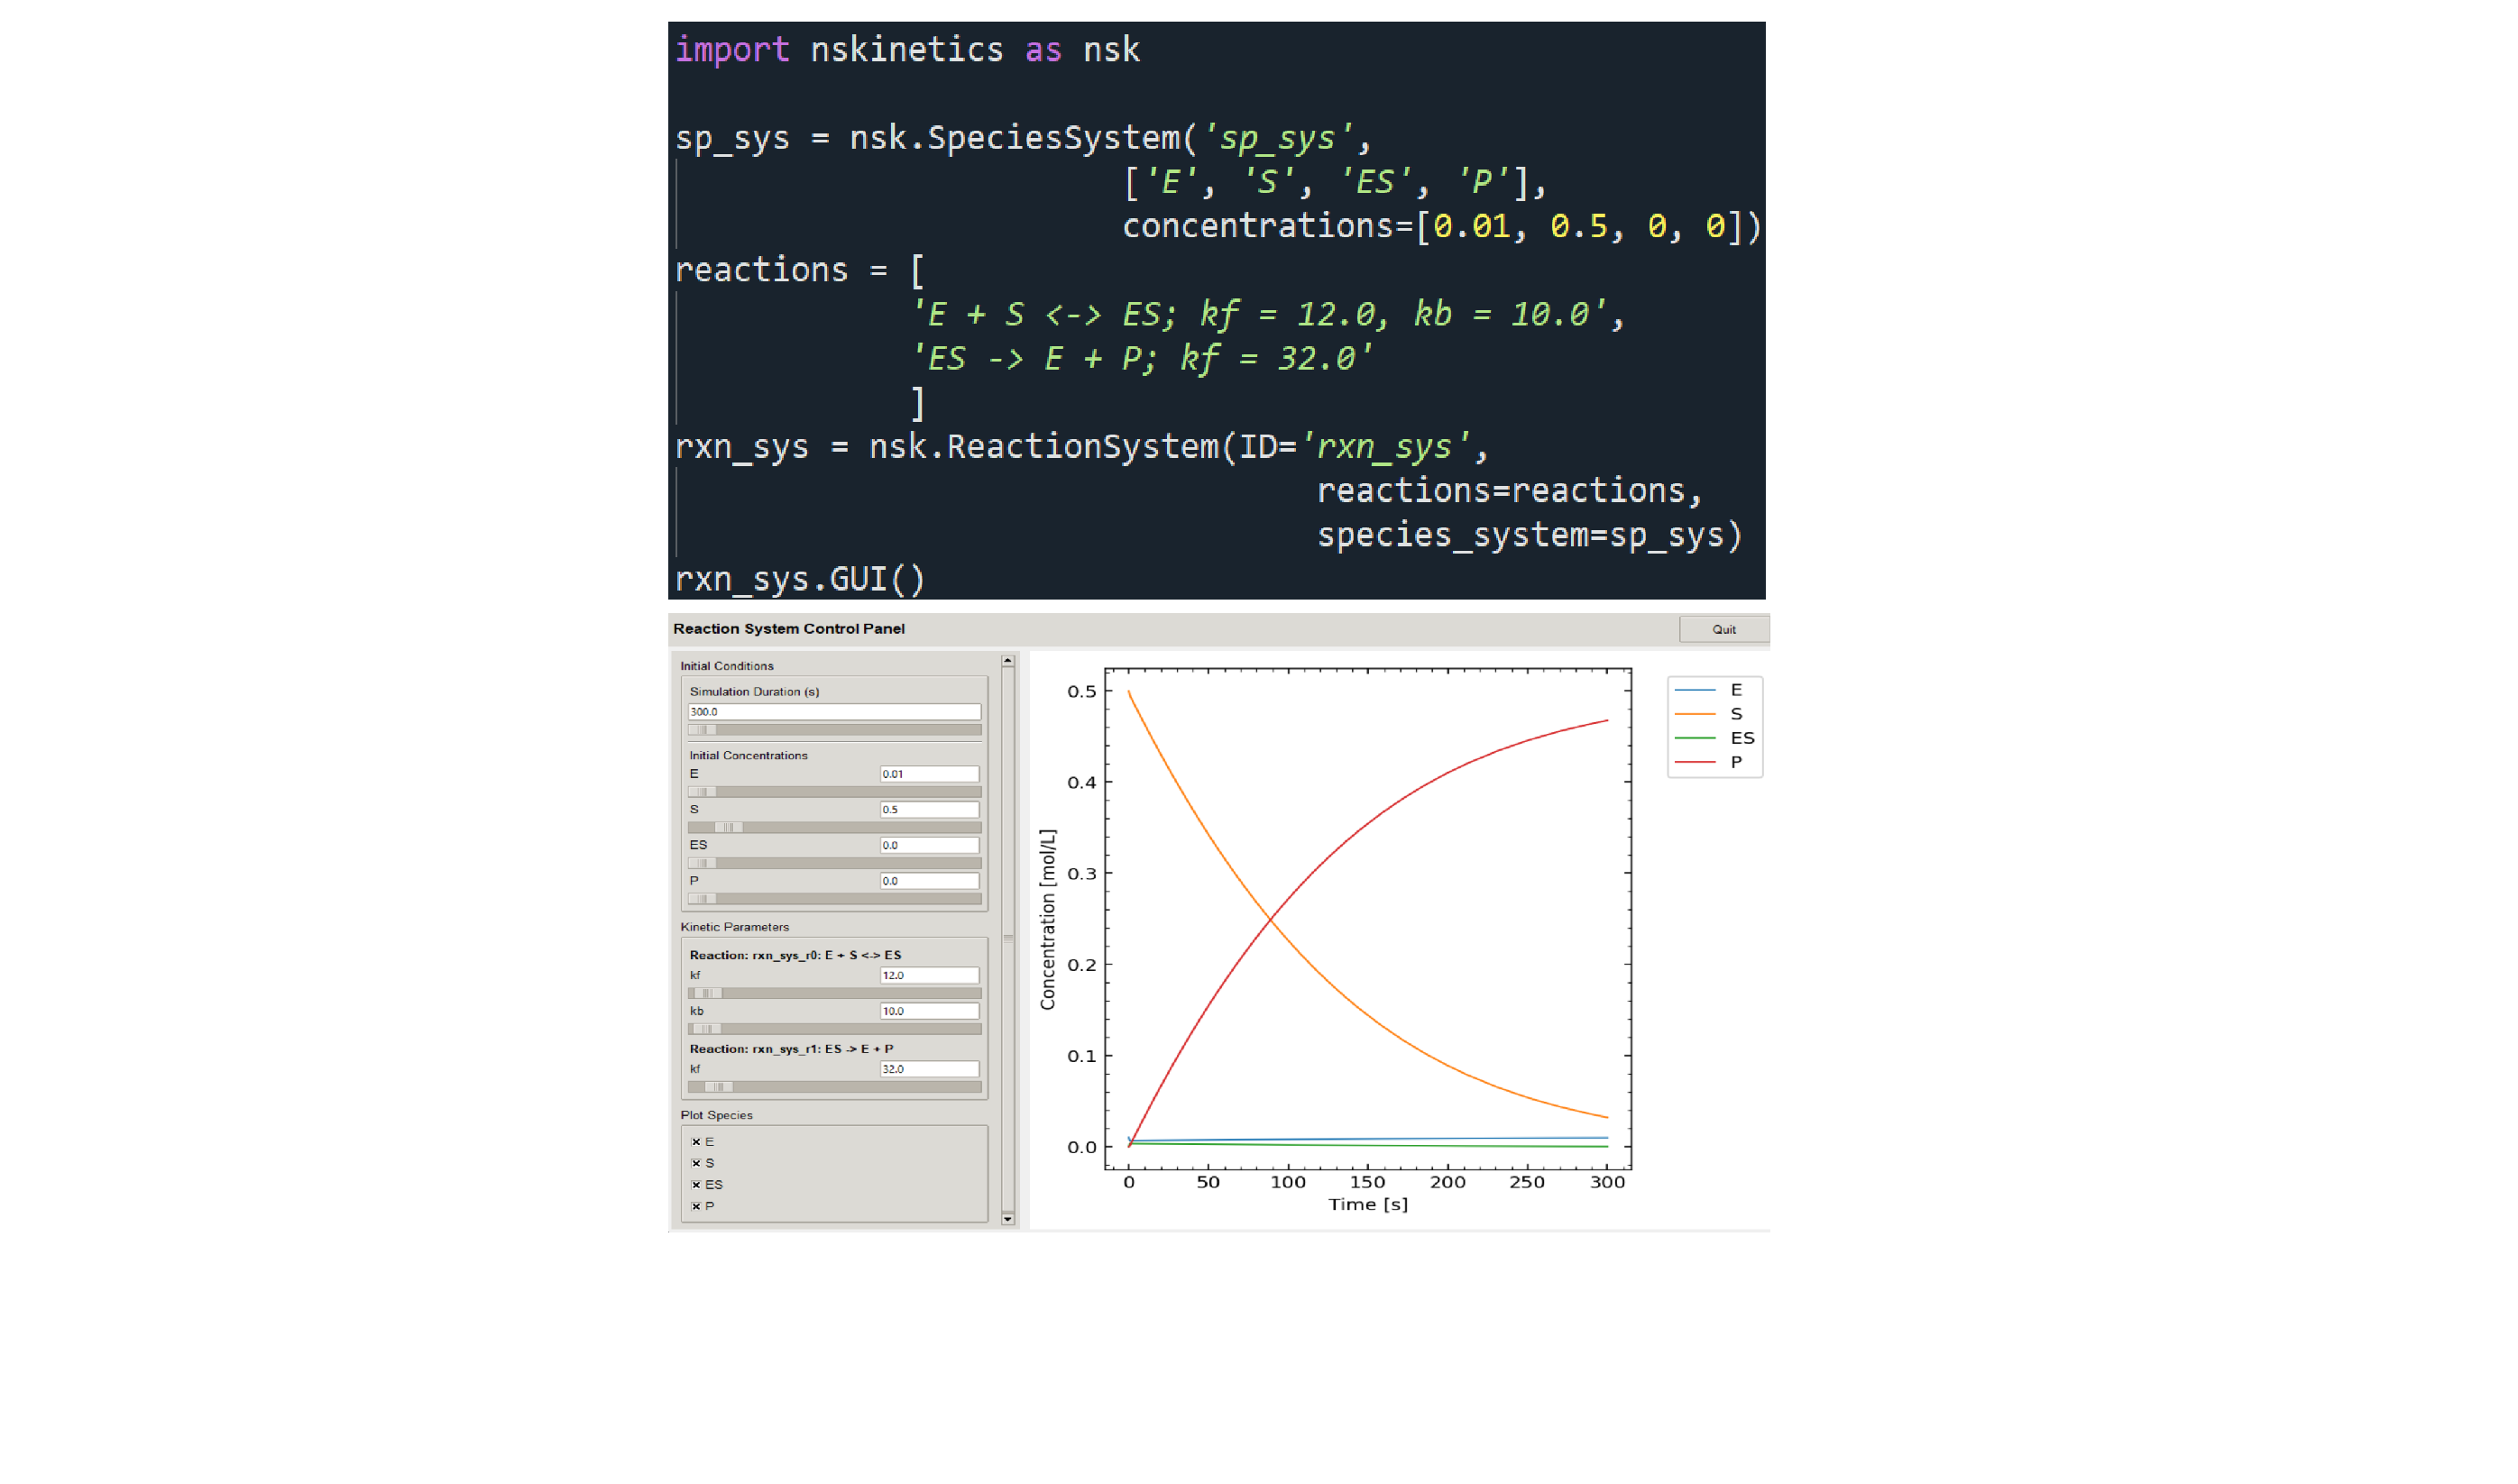 import nskinetics as nsk
sp_sys = nsk.SpeciesSystem('sp_sys',
['E', 'S', 'ES', 'P'],
concentrations=[0.01, 0.5, 0, 0])
reactions = [
'E + S <-> ES; kf = 12.0, kb = 10.0',
'ES -> E + P; kf = 32.0'
]
rxn_sys = nsk.ReactionSystem(ID='rxn_sys',
reactions=reactions,
species_system=sp_sys)
rxn_sys.GUI()
Reaction System Control Panel
Quit
Initial Conditions
Simulation Duration (s)
300.0
Initial Concentrations
E
0.01
S
0.5
ES
0.0
P
0.0
Kinetic Parameters
Reaction: rxn_sys_r0: E + S <-> ES
kf
12.0
kb
10.0
Reaction: rxn_sys_r1: ES -> E + P
kf
32.0
Plot Species
E
S
ES
P
Concentration [mol/L]
0.5
0.4
0.3
0.2
0.1
0.0
0 50 100 150 200 250 300
Time [s]
E
S
ES
P